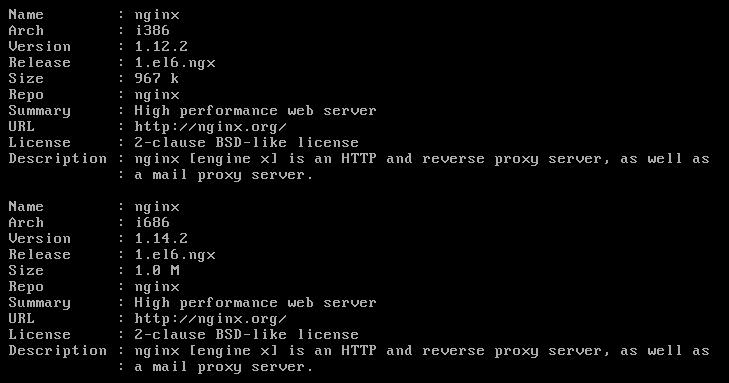 Name        : nginx
Arch        : i386
Version     : 1.12.2
Release     : 1.el6.ngx
Size        : 967 k
Repo        : nginx
Summary     : High performance web server
URL         : http://nginx.org/
License     : 2-clause BSD-like license
Description : nginx [engine x] is an HTTP and reverse proxy server, as well as
            : a mail proxy server.

Name        : nginx
Arch        : i686
Version     : 1.14.2
Release     : 1.el6.ngx
Size        : 1.0 M
Repo        : nginx
Summary     : High performance web server
URL         : http://nginx.org/
License     : 2-clause BSD-like license
Description : nginx [engine x] is an HTTP and reverse proxy server, as well as
            : a mail proxy server.